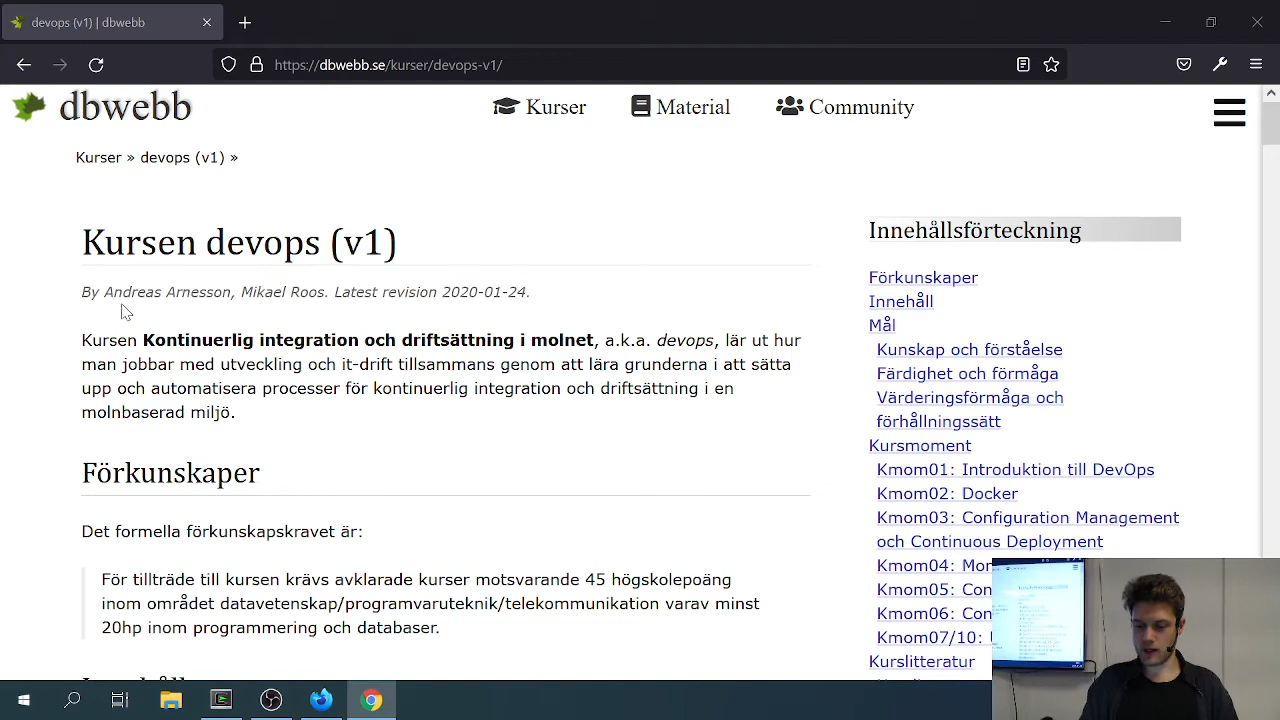 devops (v1) | dbwebb
https://dbwebb.se/kurser/devops-v1/
dbwebb
Kurser
Material
Community
Kurser » devops (v1) »
Kursen devops (v1)
By Andreas Arnesson, Mikael Roos. Latest revision 2020-01-24.
Kursen Kontinuerlig integration och driftsättning i molnet, a.k.a. devops, lär ut hur
man jobbar med utveckling och it-drift tillsammans genom att lära grunderna i att sätta
upp och automatisera processer för kontinuerlig integration och driftsättning i en
molnbaserad miljö.
Förkunskaper
Det formella förkunskapskravet är:
För tillträde till kursen krävs avklarade kurser motsvarande 45 högskolepoäng
inom området datavetenskap/programvaruteknik/telekommunikation varav minst
20hp inom programmering och databaser.
Innehållsförteckning
Förkunskaper
Innehåll
Mål
Kunskap och förståelse
Färdighet och förmåga
Värderingsförmåga och
förhållningssätt
Kursmoment
Kmom01: Introduktion till DevOps
Kmom02: Docker
Kmom03: Configuration Management
och Continuous Deployment
Kmom04: Mor
Kmom05: Con
Kmom06: Con
Kmom07/10:
Kurslitteratur